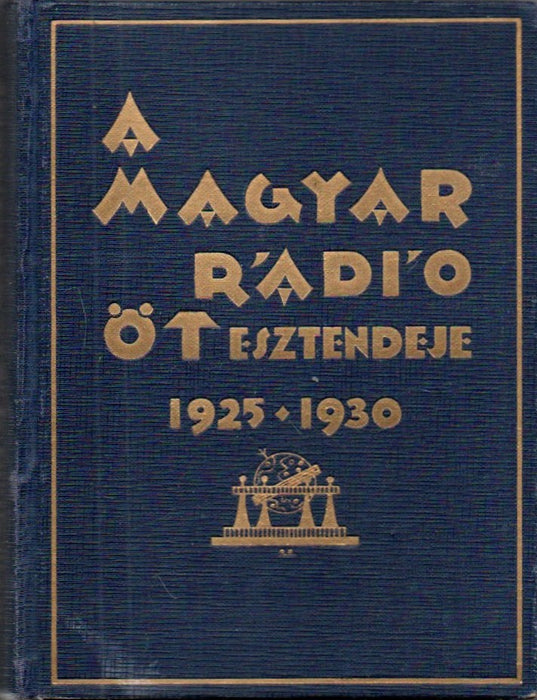 A
MAGYAR
RÁDIÓ
ÖT ESZTENDEJE
1925 • 1930